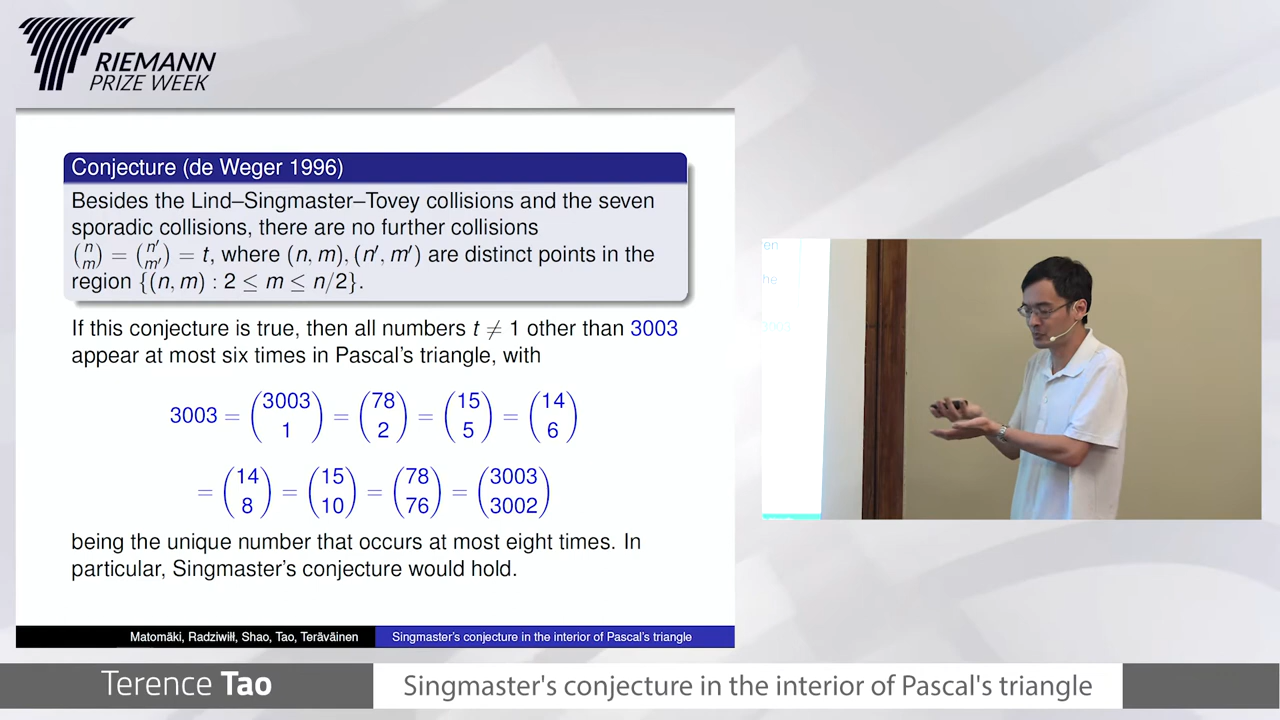 RIEMANN
PRIZE WEEK
Conjecture (de Weger 1996)
Besides the Lind–Singmaster–Tovey collisions and the seven
sporadic collisions, there are no further collisions
(n m) = (n′ m′) = t, where (n, m), (n′, m′) are distinct points in the
region {(n, m) : 2 ≤ m ≤ n/2}.
If this conjecture is true, then all numbers t ≠ 1 other than 3003
appear at most six times in Pascal's triangle, with
3003 = (3003 1) = (78 2) = (15 5) = (14 6)
= (14 8) = (15 10) = (78 76) = (3003 3002)
being the unique number that occurs at most eight times. In
particular, Singmaster's conjecture would hold.
Matomäki, Radziwiłł, Shao, Tao, Teräväinen
Singmaster's conjecture in the interior of Pascal's triangle
en
he
3003
Terence Tao
Singmaster's conjecture in the interior of Pascal's triangle